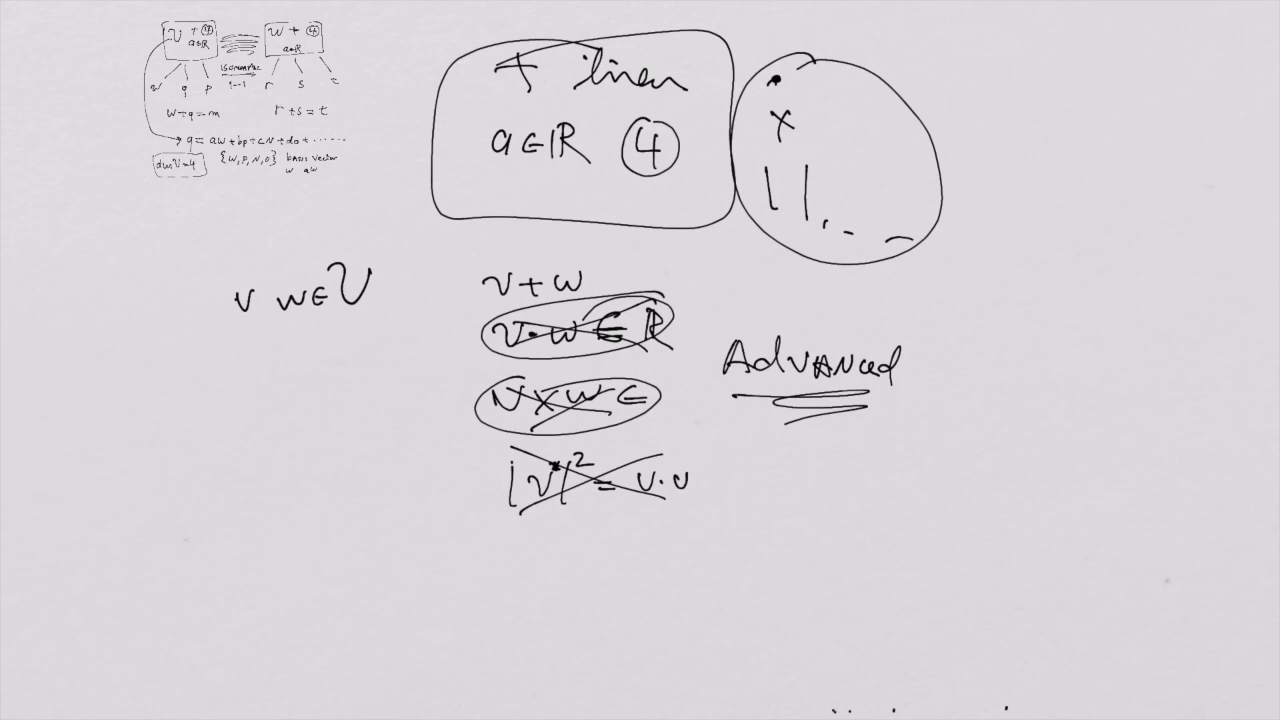 V + ④ W + ④
a∈R a∈R
ISOMORPHIC
w q p 1-1 r s t
w+q=m r+s=t
q = aw+bp+cN+do+······
dim V=4 {W,P,N,O} basis vector
w aw
+ linear
a∈ℝ ④
•
×
| | , - -
v w∈V
v+w
v·w ∈ ℝ
v×w ∈
|v|² = v·v
Advanced